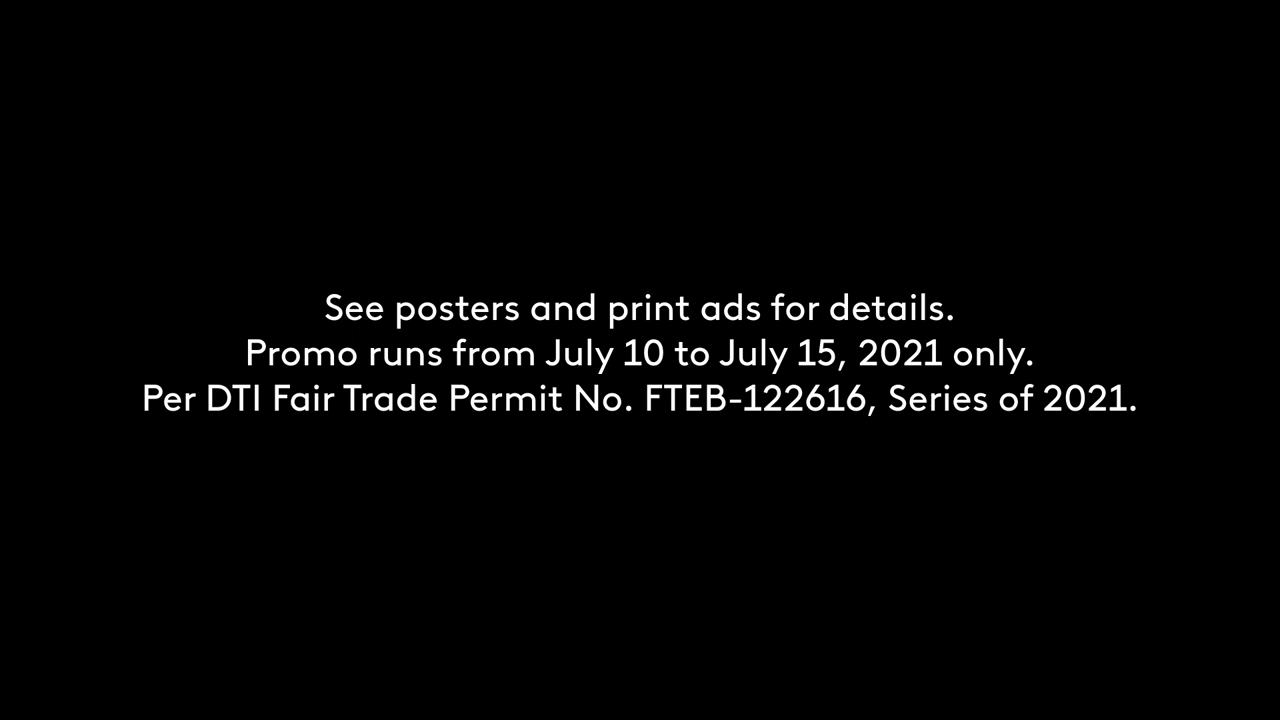 See posters and print ads for details.
Promo runs from July 10 to July 15, 2021 only.
Per DTI Fair Trade Permit No. FTEB-122616, Series of 2021.